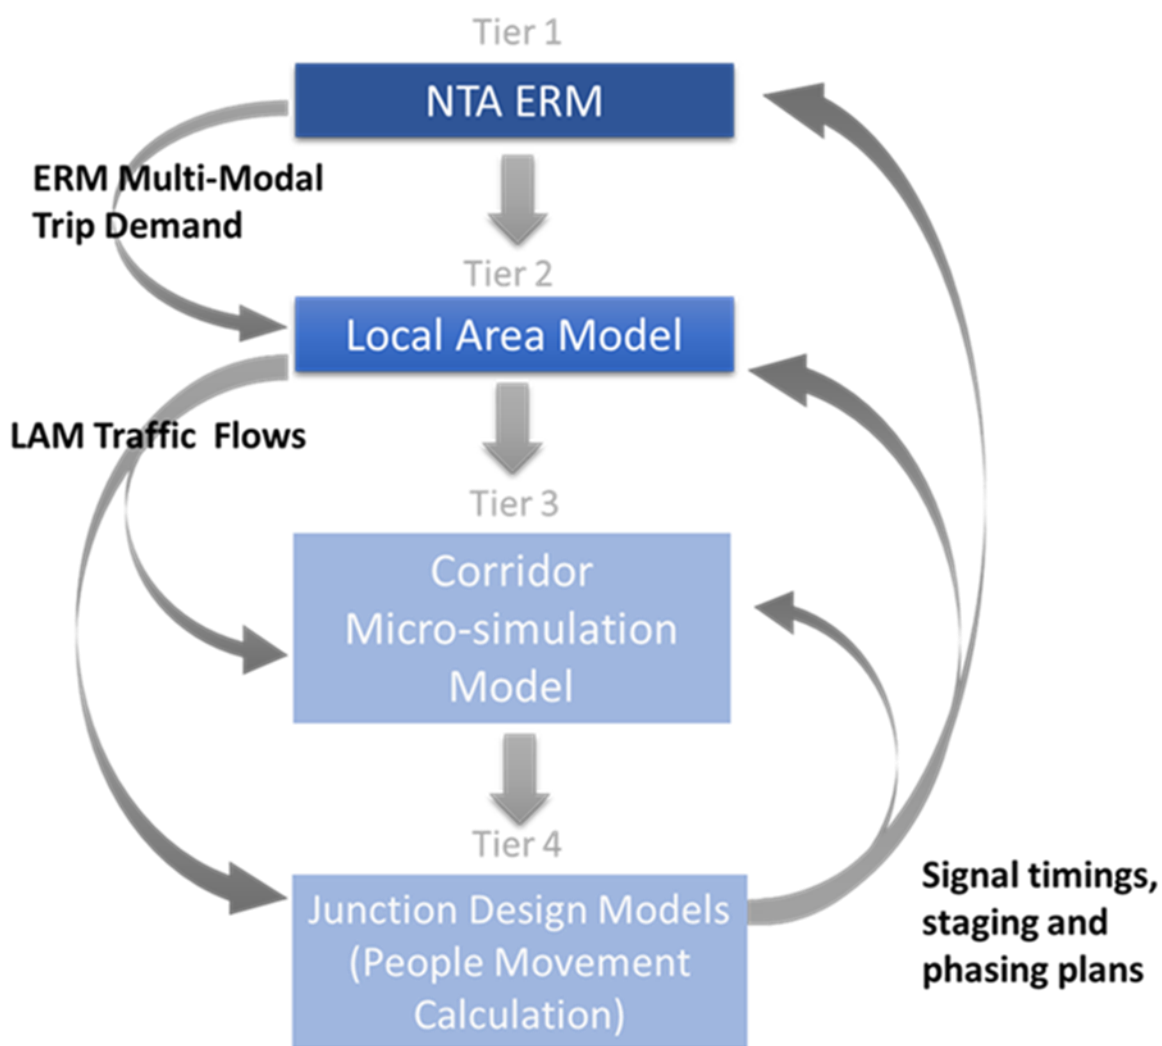 Tier 1
NTA ERM
ERM Multi-Modal
Trip Demand
Tier 2
Local Area Model
LAM Traffic Flows
Tier 3
Corridor
Micro-simulation
Model
Tier 4
Junction Design Models
(People Movement
Calculation)
Signal timings,
staging and
phasing plans